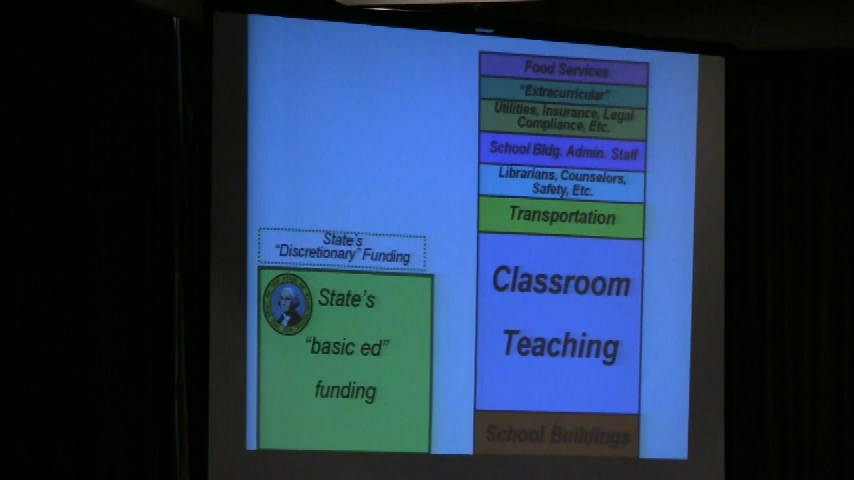 State's
"Discretionary" Funding
State's
"basic ed"
funding
Food Services
"Extracurricular"
Utilities, Insurance, Legal
Compliance, Etc.
School Bldg. Admin. Staff
Librarians, Counselors,
Safety, Etc.
Transportation
Classroom
Teaching
School Buildings